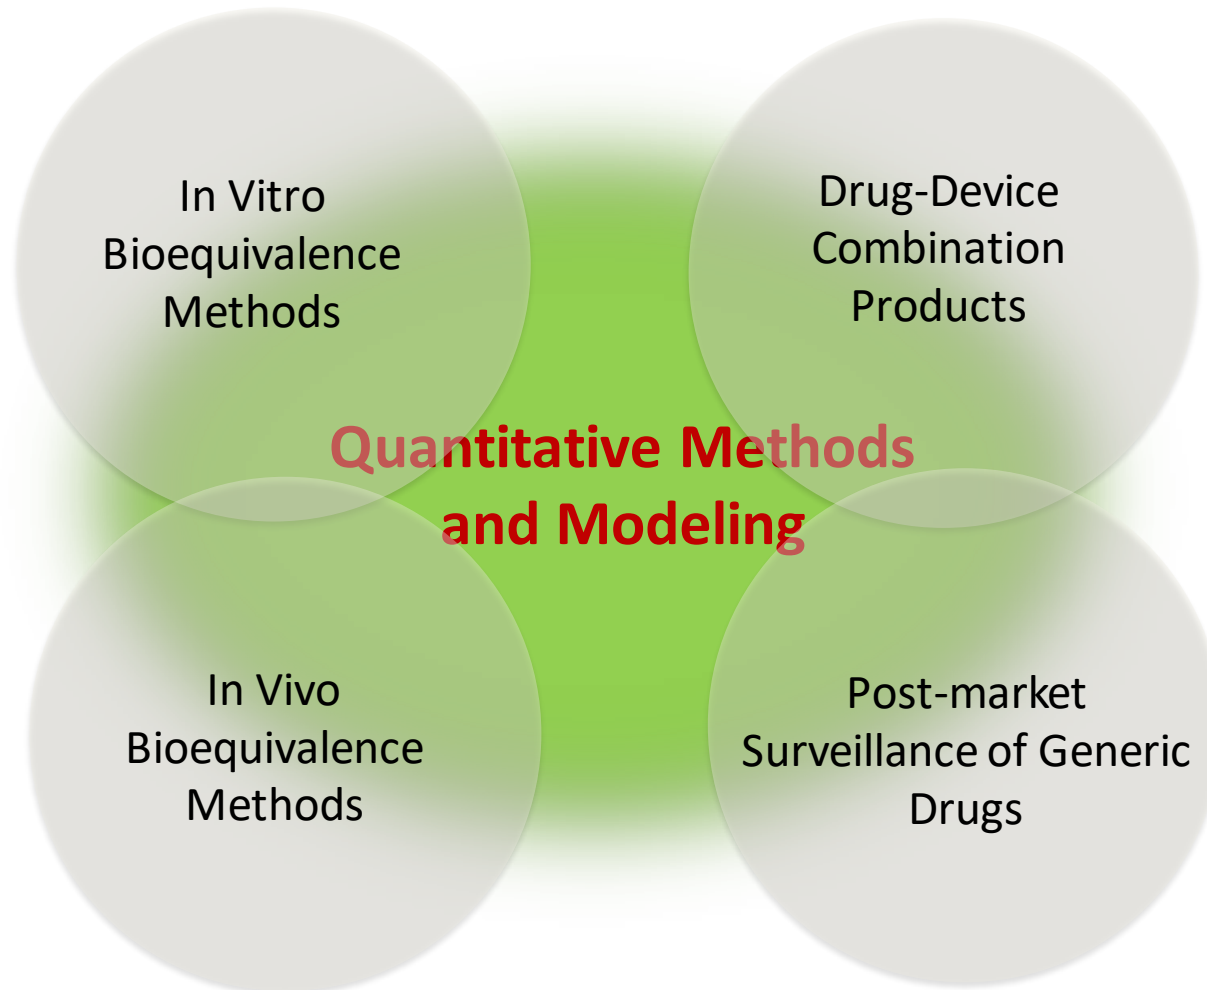 In Vitro
Bioequivalence
Methods
Drug-Device
Combination
Products
Quantitative Methods
and Modeling
In Vivo
Bioequivalence
Methods
Post-market
Surveillance of Generic
Drugs